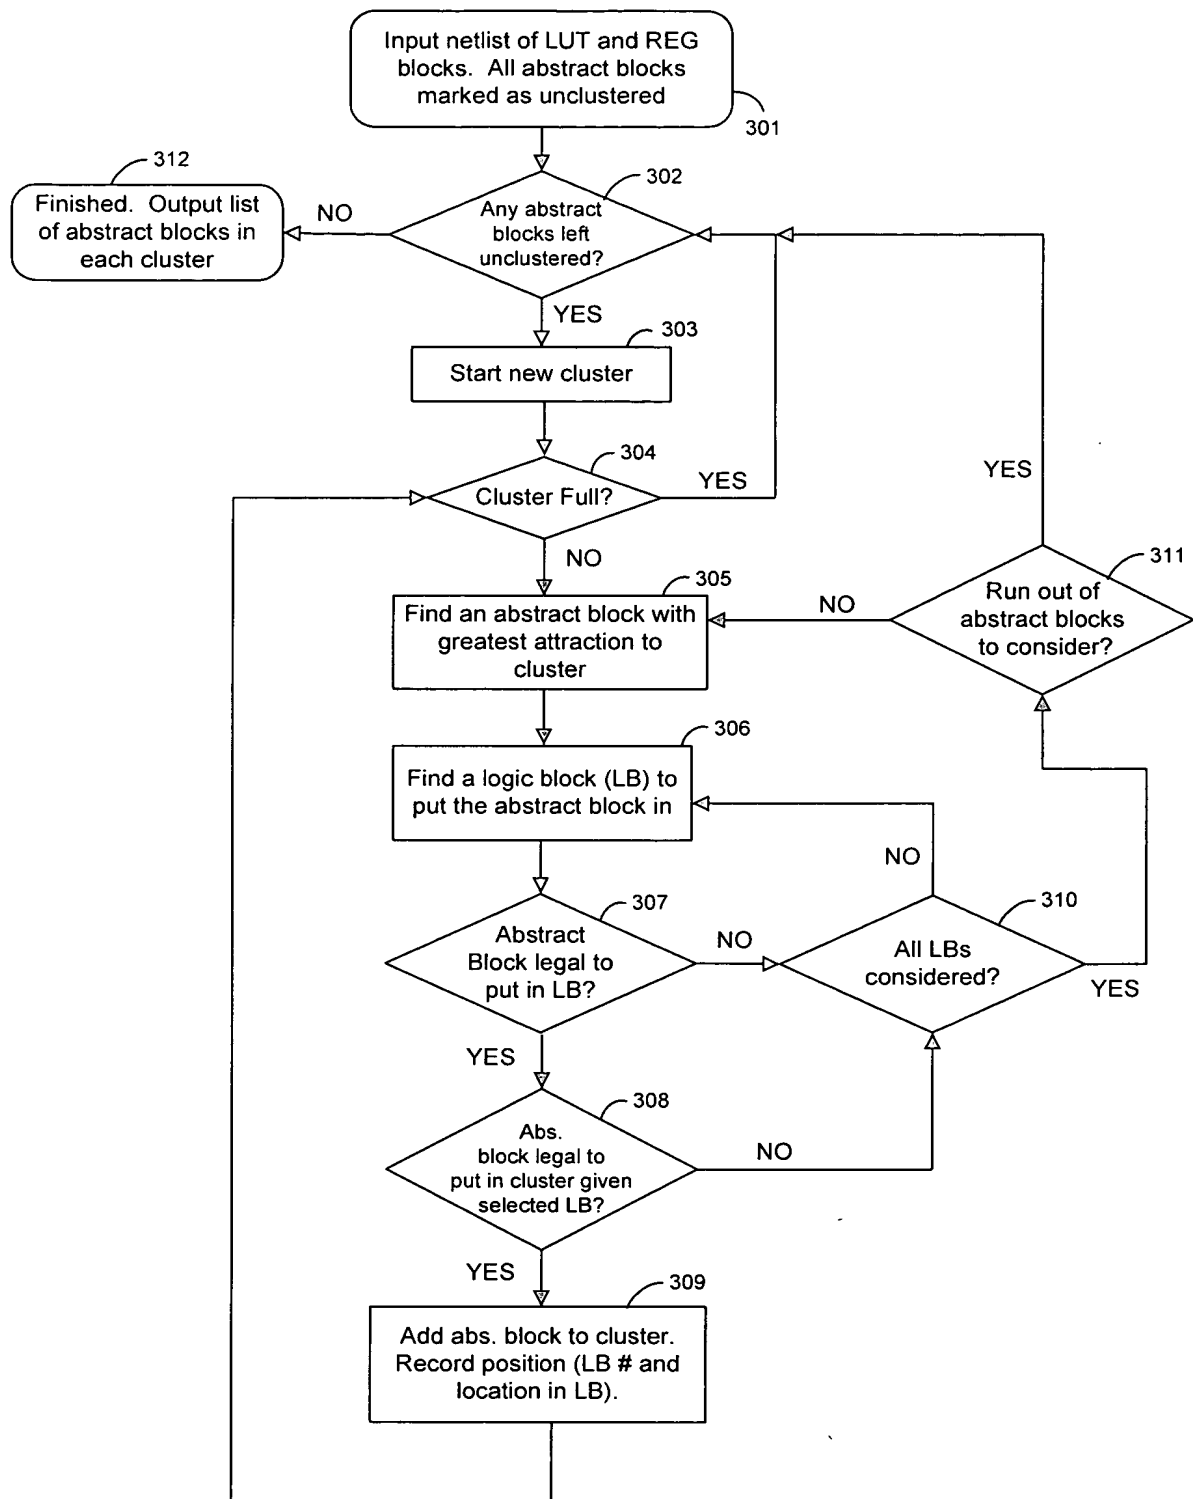 Input netlist of LUT and REG
blocks. All abstract blocks
marked as unclustered
301
312
Finished. Output list
of abstract blocks in
each cluster
NO
302
Any abstract
blocks left
unclustered?
YES
303
Start new cluster
304
Cluster Full?
YES
NO
305
Find an abstract block with
greatest attraction to
cluster
NO
YES
311
Run out of
abstract blocks
to consider?
306
Find a logic block (LB) to
put the abstract block in
NO
307
Abstract
Block legal to
put in LB?
NO
310
All LBs
considered?
YES
YES
308
Abs.
block legal to
put in cluster given
selected LB?
NO
YES
309
Add abs. block to cluster.
Record position (LB # and
location in LB).